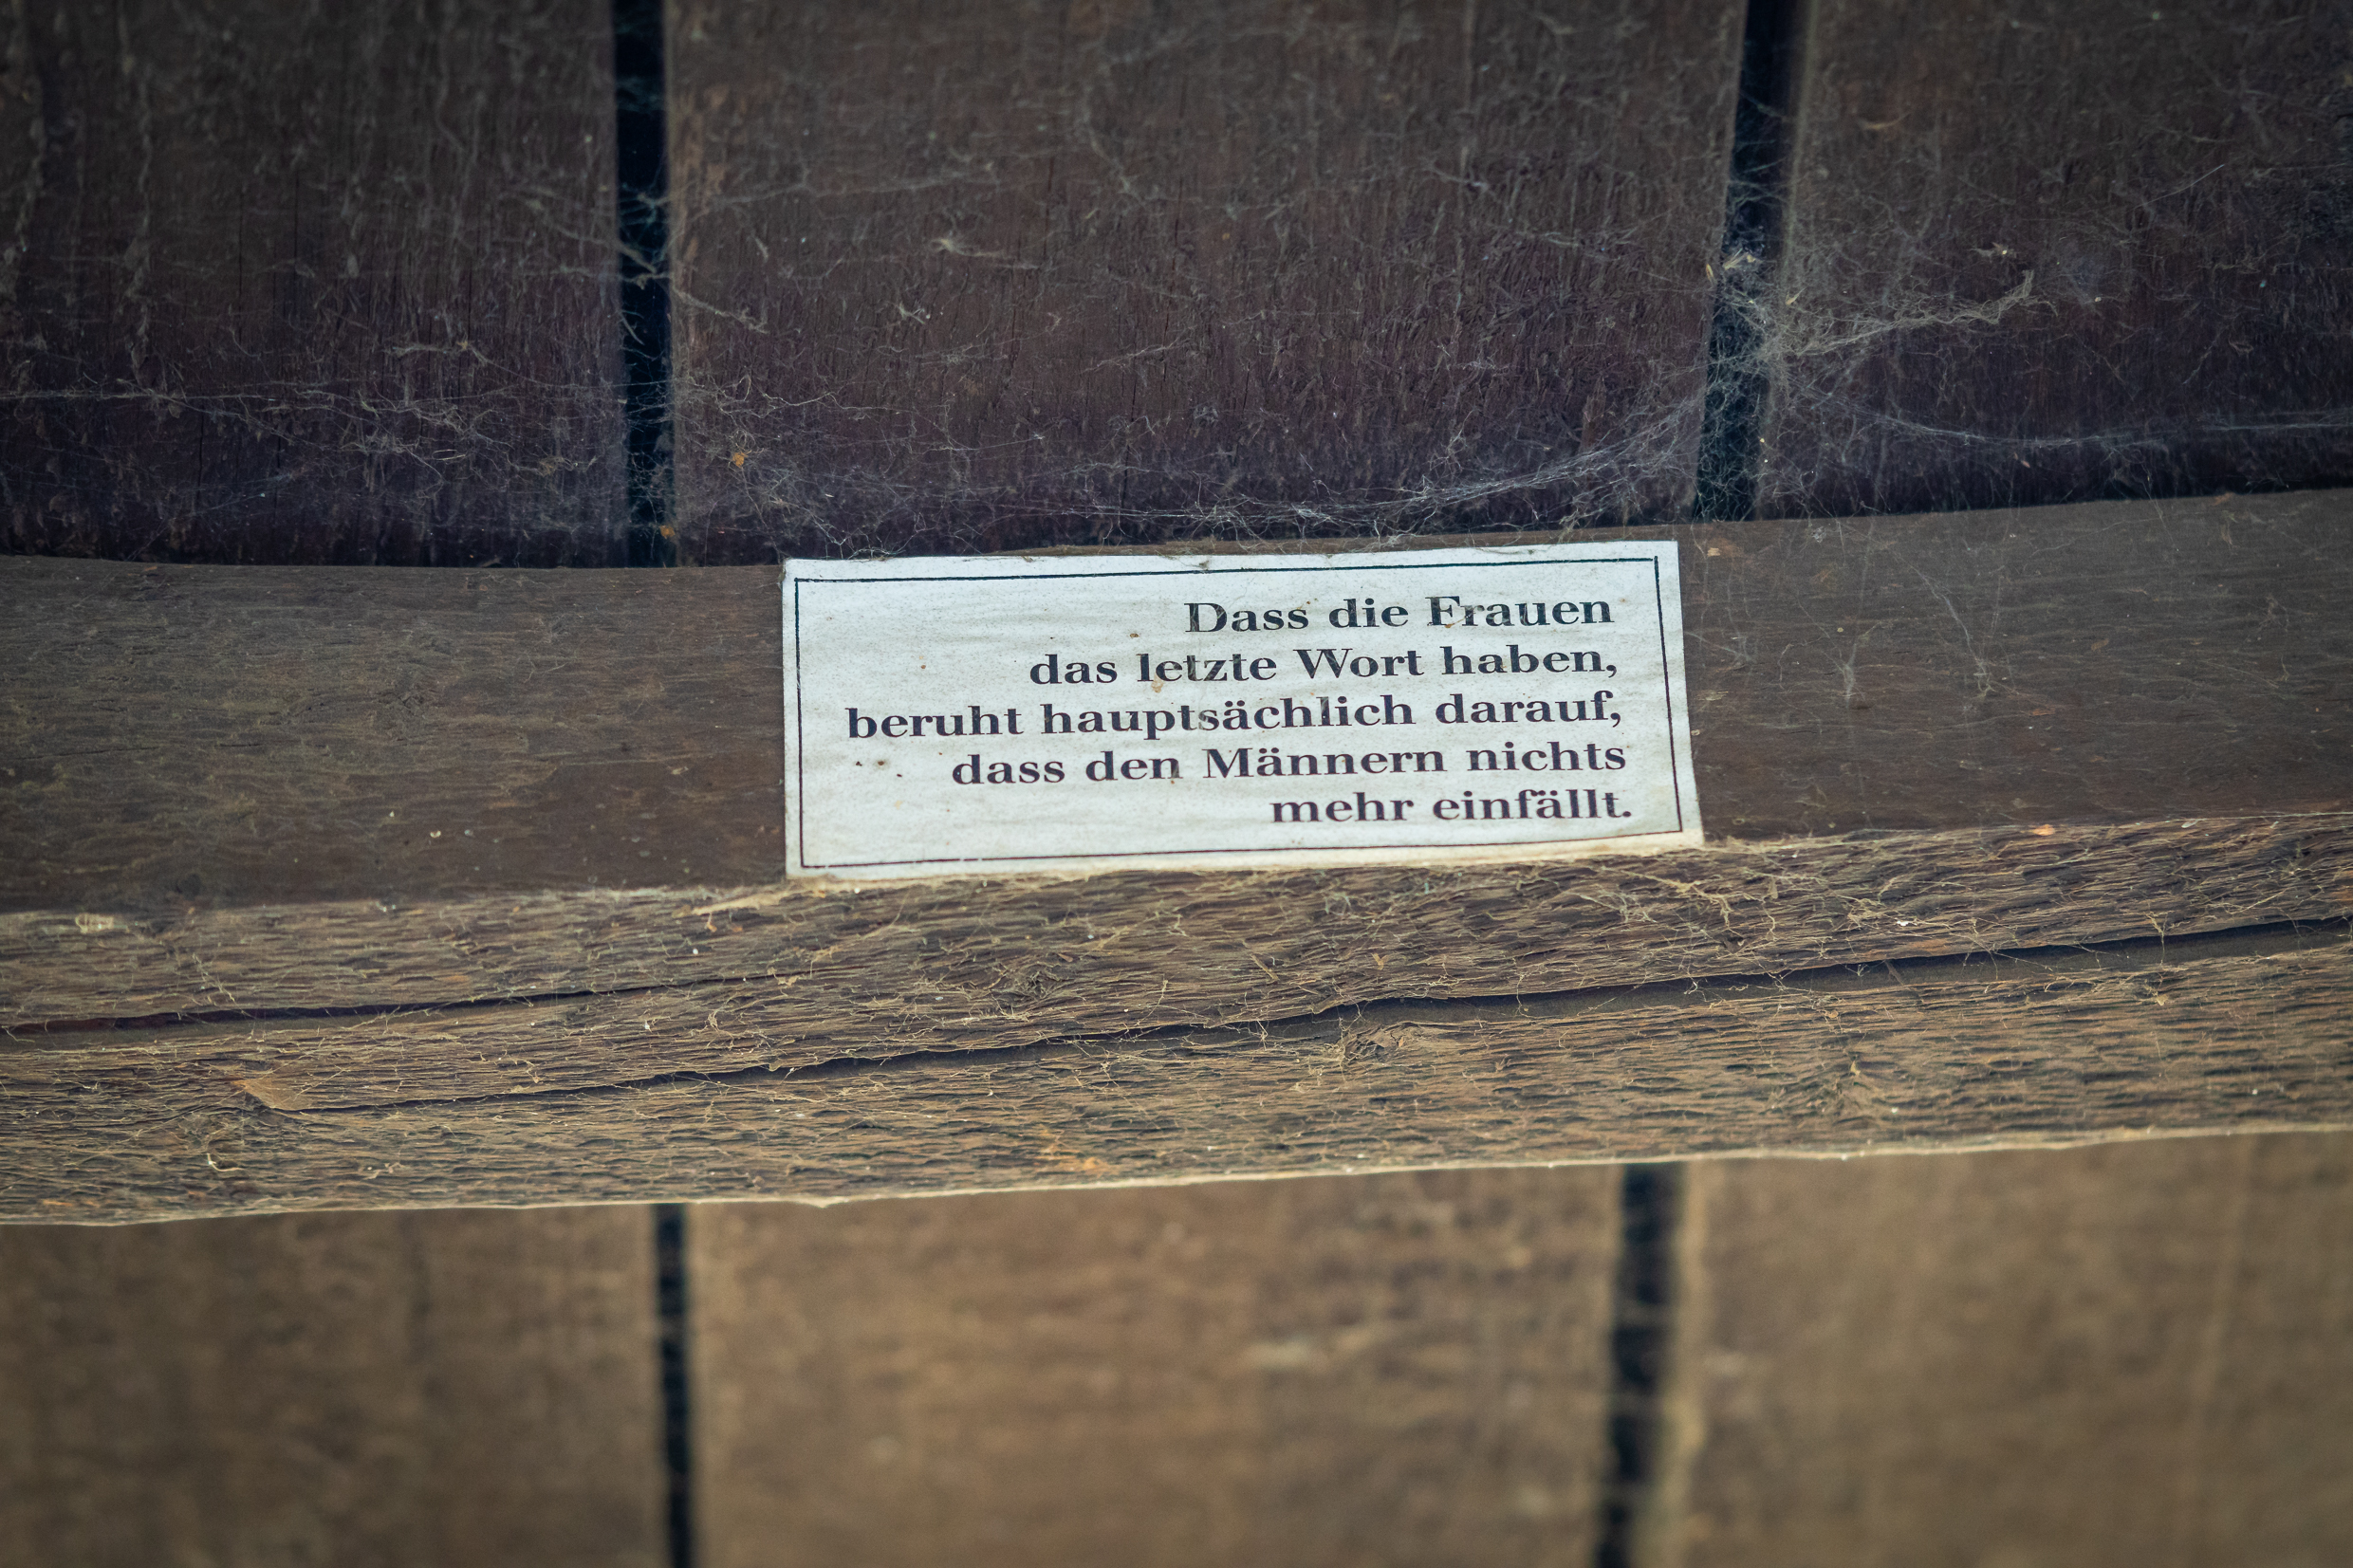 Dass die Frauen
das letzte Wort haben,
beruht hauptsächlich darauf,
dass den Männern nichts
mehr einfällt.